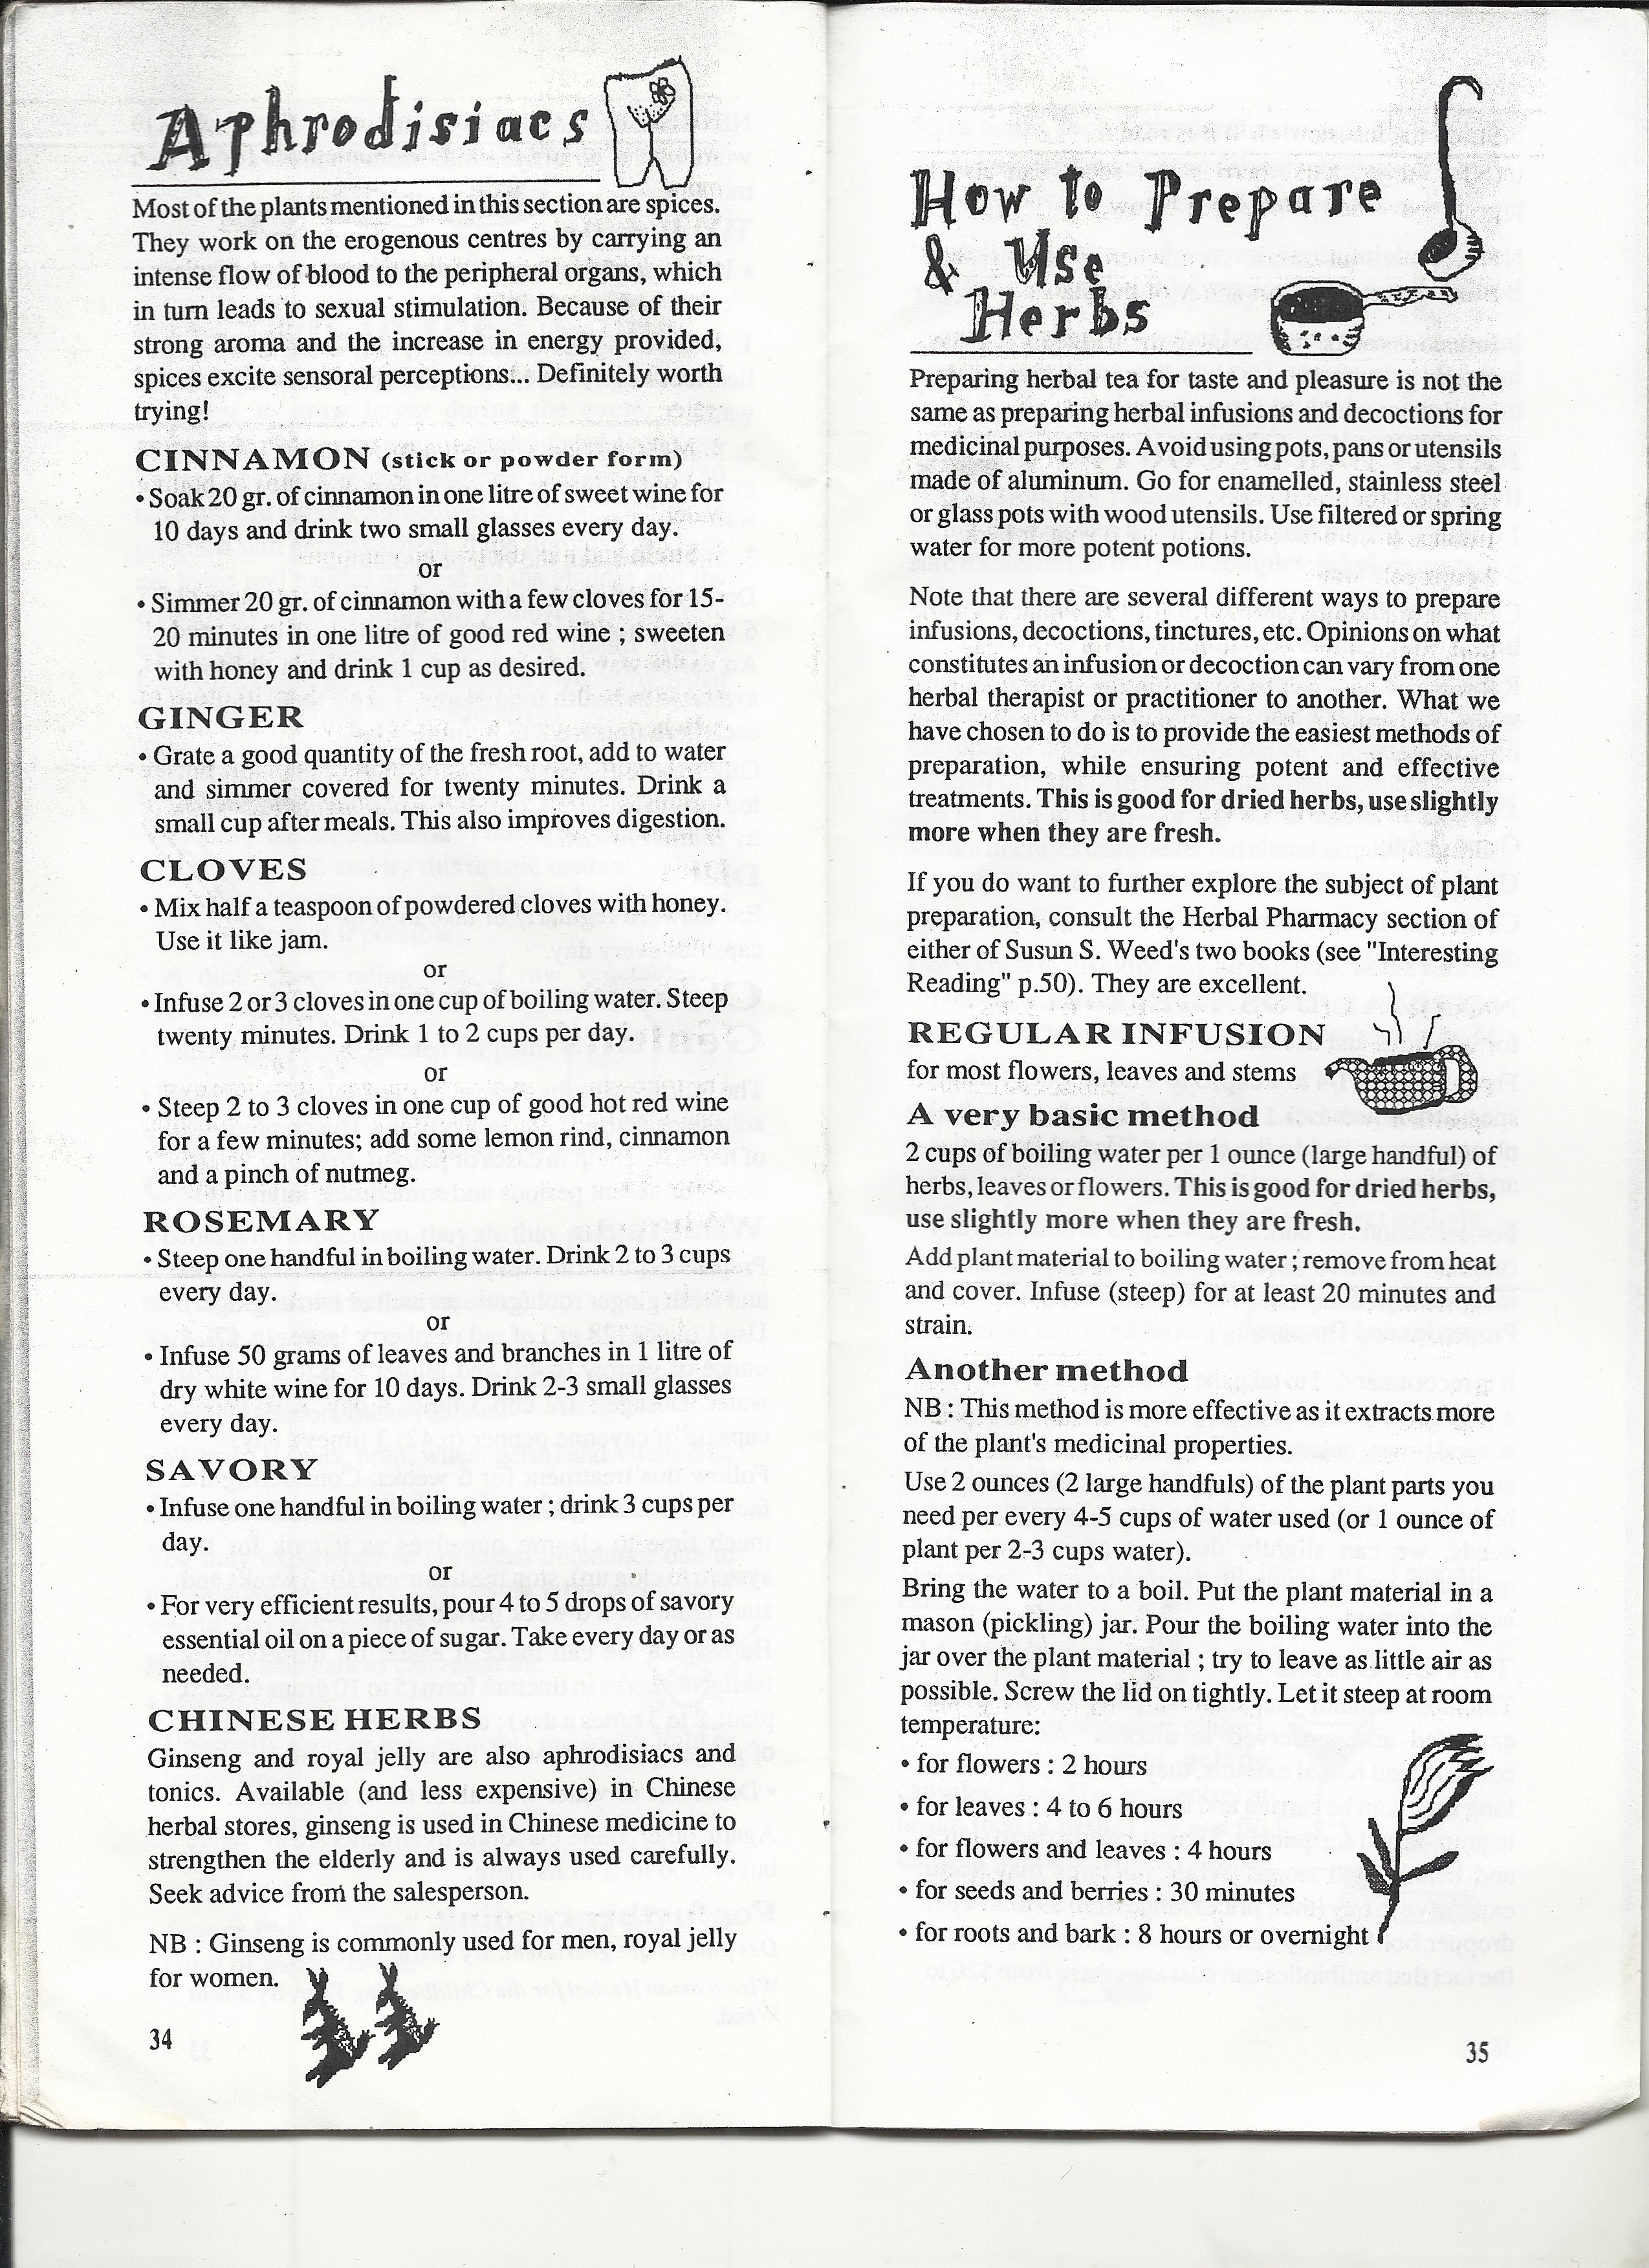 Aphrodisiacs
Most of the plants mentioned in this section are spices.
They work on the erogenous centres by carrying an
intense flow of blood to the peripheral organs, which
in turn leads to sexual stimulation. Because of their
strong aroma and the increase in energy provided,
spices excite sensoral perceptions... Definitely worth
trying!
CINNAMON (stick or powder form)
• Soak 20 gr. of cinnamon in one litre of sweet wine for
10 days and drink two small glasses every day.
or
• Simmer 20 gr. of cinnamon with a few cloves for 15-
20 minutes in one litre of good red wine ; sweeten
with honey and drink 1 cup as desired.
GINGER
• Grate a good quantity of the fresh root, add to water
and simmer covered for twenty minutes. Drink a
small cup after meals. This also improves digestion.
CLOVES
• Mix half a teaspoon of powdered cloves with honey.
Use it like jam.
or
• Infuse 2 or 3 cloves in one cup of boiling water. Steep
twenty minutes. Drink 1 to 2 cups per day.
or
• Steep 2 to 3 cloves in one cup of good hot red wine
for a few minutes; add some lemon rind, cinnamon
and a pinch of nutmeg.
ROSEMARY
• Steep one handful in boiling water. Drink 2 to 3 cups
every day.
or
• Infuse 50 grams of leaves and branches in 1 litre of
dry white wine for 10 days. Drink 2-3 small glasses
every day.
SAVORY
• Infuse one handful in boiling water ; drink 3 cups per
day.
or
• For very efficient results, pour 4 to 5 drops of savory
essential oil on a piece of sugar. Take every day or as
needed.
CHINESE HERBS
Ginseng and royal jelly are also aphrodisiacs and
tonics. Available (and less expensive) in Chinese
herbal stores, ginseng is used in Chinese medicine to
strengthen the elderly and is always used carefully.
Seek advice from the salesperson.
NB : Ginseng is commonly used for men, royal jelly
for women.
34
How to Prepare
& Use
Herbs
Preparing herbal tea for taste and pleasure is not the
same as preparing herbal infusions and decoctions for
medicinal purposes. Avoid using pots, pans or utensils
made of aluminum. Go for enamelled, stainless steel
or glass pots with wood utensils. Use filtered or spring
water for more potent potions.
Note that there are several different ways to prepare
infusions, decoctions, tinctures, etc. Opinions on what
constitutes an infusion or decoction can vary from one
herbal therapist or practitioner to another. What we
have chosen to do is to provide the easiest methods of
preparation, while ensuring potent and effective
treatments. This is good for dried herbs, use slightly
more when they are fresh.
If you do want to further explore the subject of plant
preparation, consult the Herbal Pharmacy section of
either of Susun S. Weed's two books (see "Interesting
Reading" p.50). They are excellent.
REGULAR INFUSION
for most flowers, leaves and stems
A very basic method
2 cups of boiling water per 1 ounce (large handful) of
herbs, leaves or flowers. This is good for dried herbs,
use slightly more when they are fresh.
Add plant material to boiling water ; remove from heat
and cover. Infuse (steep) for at least 20 minutes and
strain.
Another method
NB : This method is more effective as it extracts more
of the plant's medicinal properties.
Use 2 ounces (2 large handfuls) of the plant parts you
need per every 4-5 cups of water used (or 1 ounce of
plant per 2-3 cups water).
Bring the water to a boil. Put the plant material in a
mason (pickling) jar. Pour the boiling water into the
jar over the plant material ; try to leave as little air as
possible. Screw the lid on tightly. Let it steep at room
temperature:
• for flowers : 2 hours
• for leaves : 4 to 6 hours
• for flowers and leaves : 4 hours
• for seeds and berries : 30 minutes
• for roots and bark : 8 hours or overnight
35